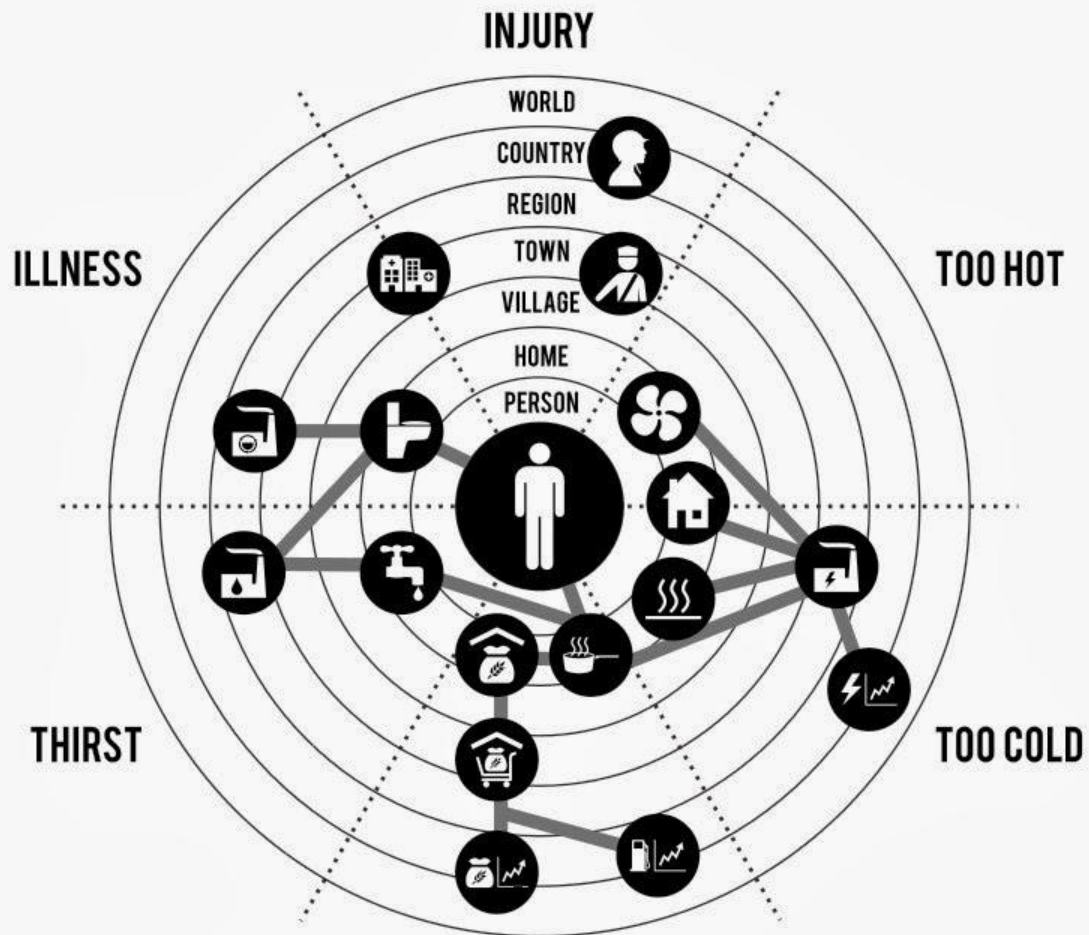 INJURY
WORLD
COUNTRY
REGION
ILLNESS
TOWN
TOO HOT
VILLAGE
HOME
PERSON
THIRST
TOO COLD